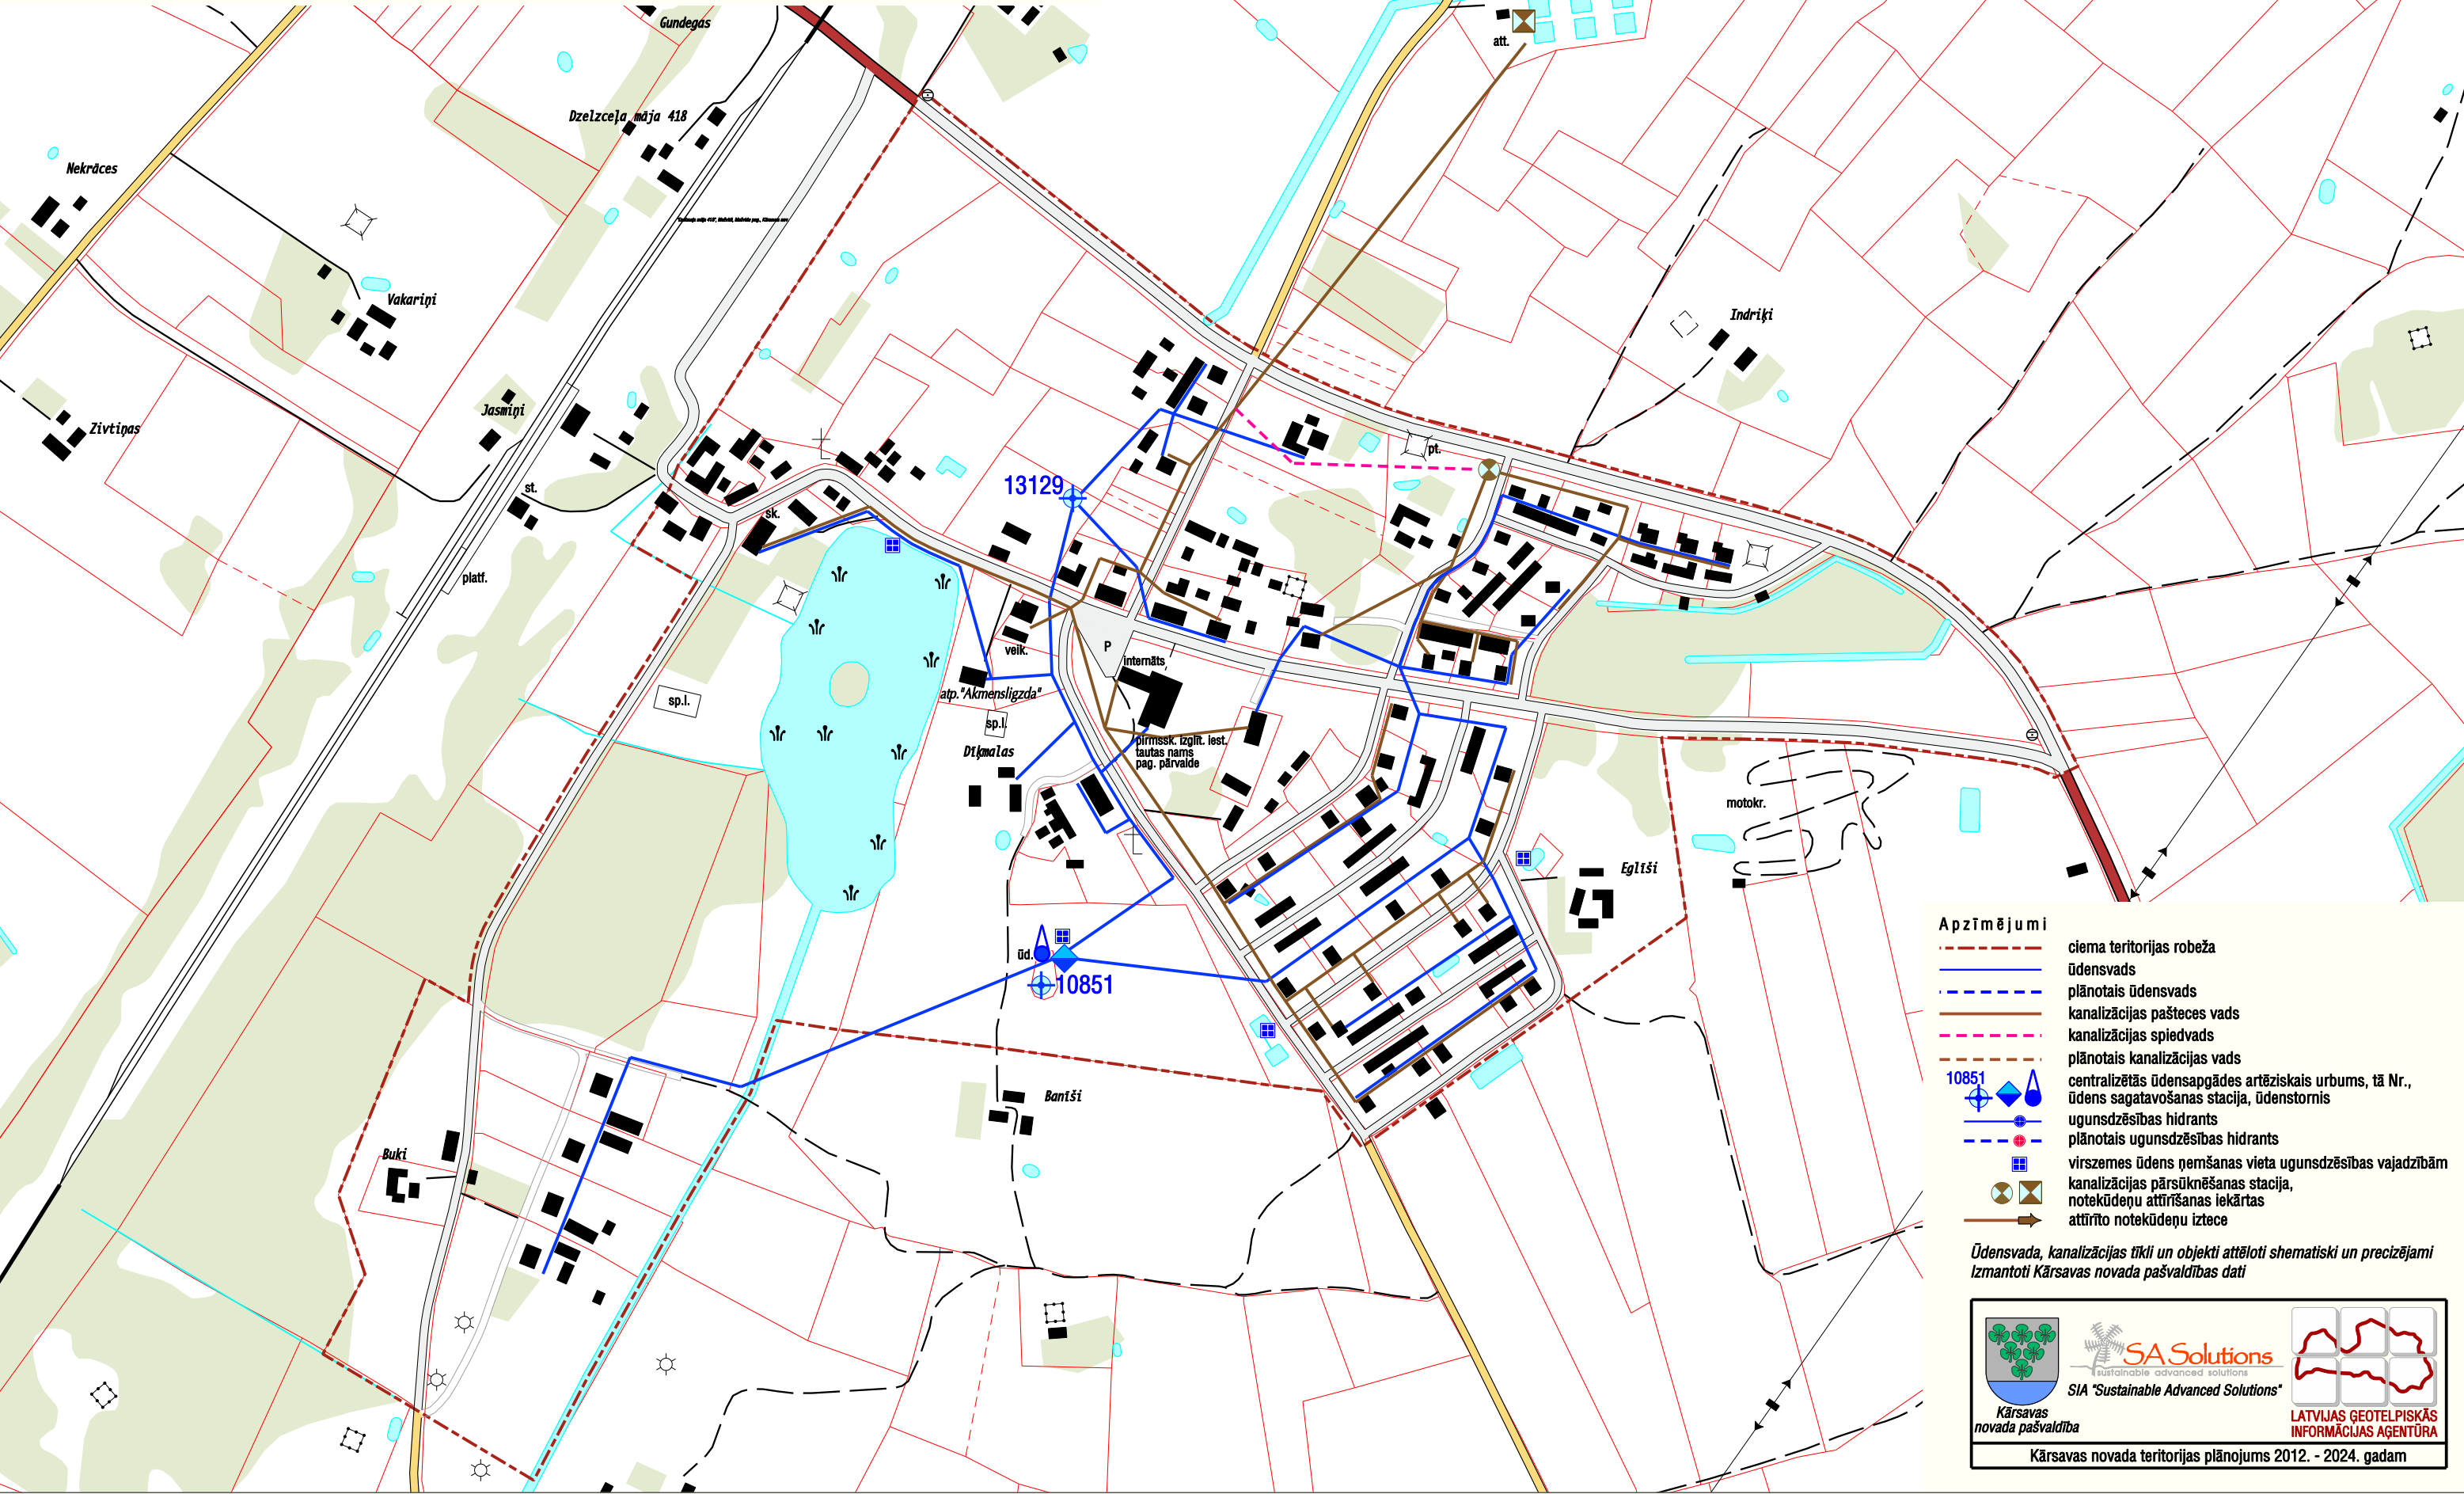 Gundegas
att.
Dzelzceļa māja 418
Nekrāces
Vakariņi
Indriķi
Jasmiņi
Zivtiņas
pt.
13129
st.
sk.
platf.
P
veik.
internāts
atp."Akmensligzda"
sp.l.
sp.l.
Dīķmalas
pirmssk. izglīt. iest.
tautas nams
pag. pārvalde
motokr.
Eglīši
ūd.
10851
Banīši
Buki
Apzīmējumi
ciema teritorijas robeža
ūdensvads
plānotais ūdensvads
kanalizācijas pašteces vads
kanalizācijas spiedvads
plānotais kanalizācijas vads
10851
centralizētās ūdensapgādes artēziskais urbums, tā Nr.,
ūdens sagatavošanas stacija, ūdenstornis
ugunsdzēsības hidrants
plānotais ugunsdzēsības hidrants
virszemes ūdens ņemšanas vieta ugunsdzēsības vajadzībām
kanalizācijas pārsūknēšanas stacija,
notekūdeņu attīrīšanas iekārtas
attīrīto notekūdeņu iztece
Ūdensvada, kanalizācijas tīkli un objekti attēloti shematiski un precizējami
izmantoti Kārsavas novada pašvaldības dati
SA Solutions
sustainable advanced solutions
SIA "Sustainable Advanced Solutions"
Kārsavas
novada pašvaldība
LATVIJAS ĢEOTELPISKĀS
INFORMĀCIJAS AĢENTŪRA
Kārsavas novada teritorijas plānojums 2012. - 2024. gadam